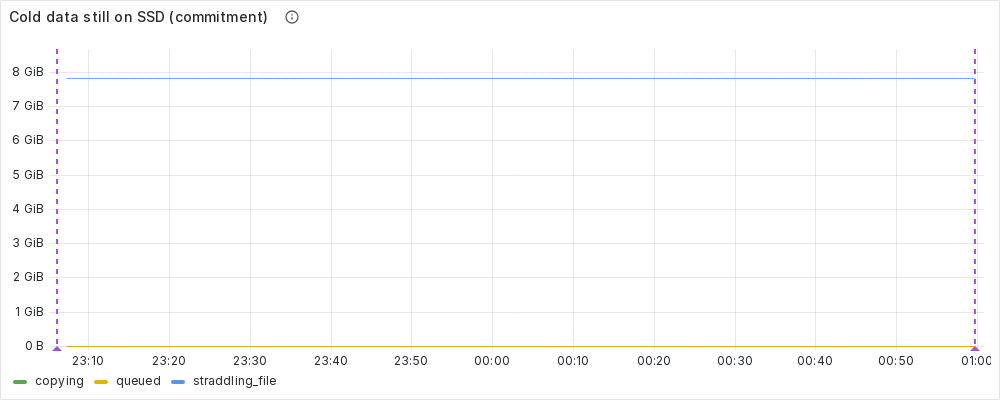 Cold data still on SSD (commitment)
8 GiB
7 GiB
6 GiB
5 GiB
4 GiB
3 GiB
2 GiB
1 GiB
0 B
23:10 23:20 23:30 23:40 23:50 00:00 00:10 00:20 00:30 00:40 00:50 01:00
copying queued straddling_file